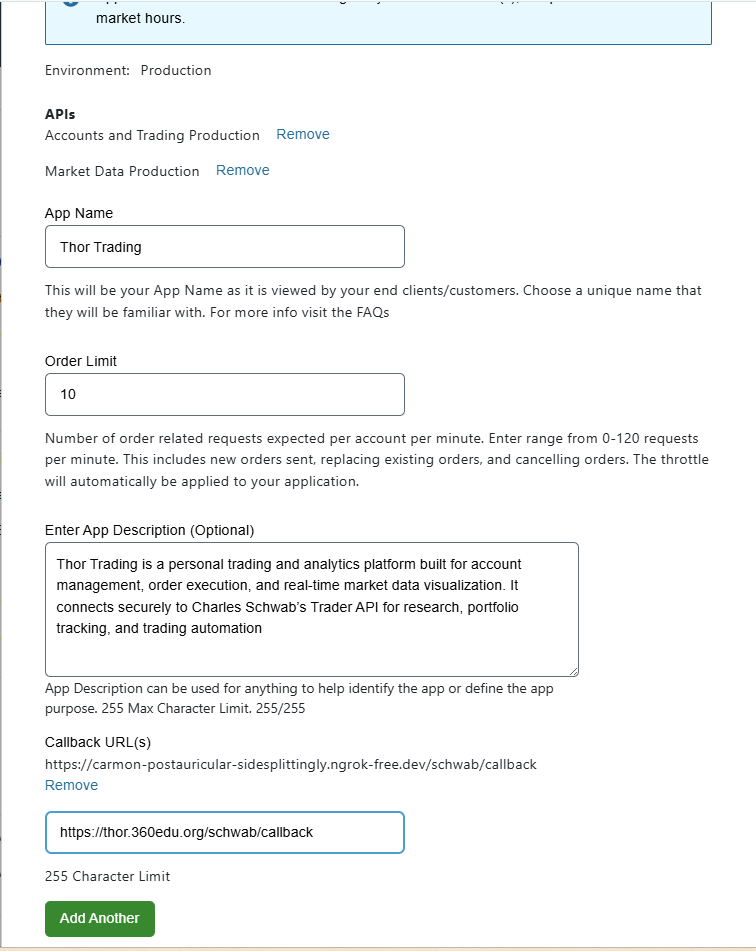 market hours.
Environment: Production
APIs
Accounts and Trading Production Remove
Market Data Production Remove
App Name
Thor Trading
This will be your App Name as it is viewed by your end clients/customers. Choose a unique name that
they will be familiar with. For more info visit the FAQs
Order Limit
10
Number of order related requests expected per account per minute. Enter range from 0-120 requests
per minute. This includes new orders sent, replacing existing orders, and cancelling orders. The throttle
will automatically be applied to your application.
Enter App Description (Optional)
Thor Trading is a personal trading and analytics platform built for account
management, order execution, and real-time market data visualization. It
connects securely to Charles Schwab’s Trader API for research, portfolio
tracking, and trading automation
App Description can be used for anything to help identify the app or define the app
purpose. 255 Max Character Limit. 255/255
Callback URL(s)
https://carmon-postauricular-sidesplittingly.ngrok-free.dev/schwab/callback
Remove
https://thor.360edu.org/schwab/callback
255 Character Limit
Add Another